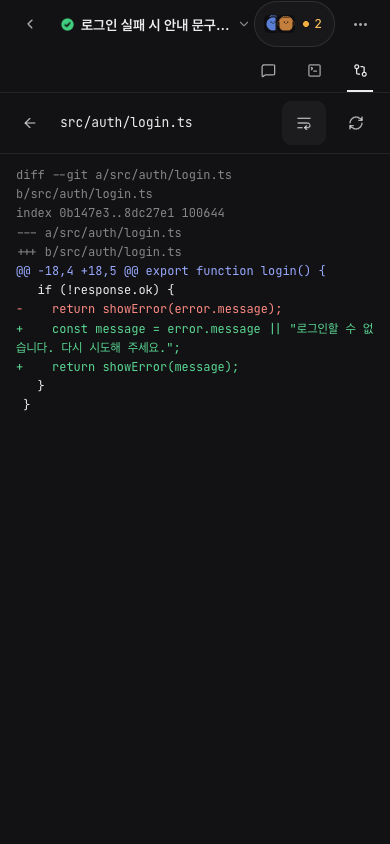 로그인 실패 시 안내 문구...
2
src/auth/login.ts
diff --git a/src/auth/login.ts
b/src/auth/login.ts
index 0b147e3..8dc27e1 100644
--- a/src/auth/login.ts
+++ b/src/auth/login.ts
@@ -18,4 +18,5 @@ export function login() {
   if (!response.ok) {
-    return showError(error.message);
+    const message = error.message || "로그인할 수 없
습니다. 다시 시도해 주세요.";
+    return showError(message);
   }
 }